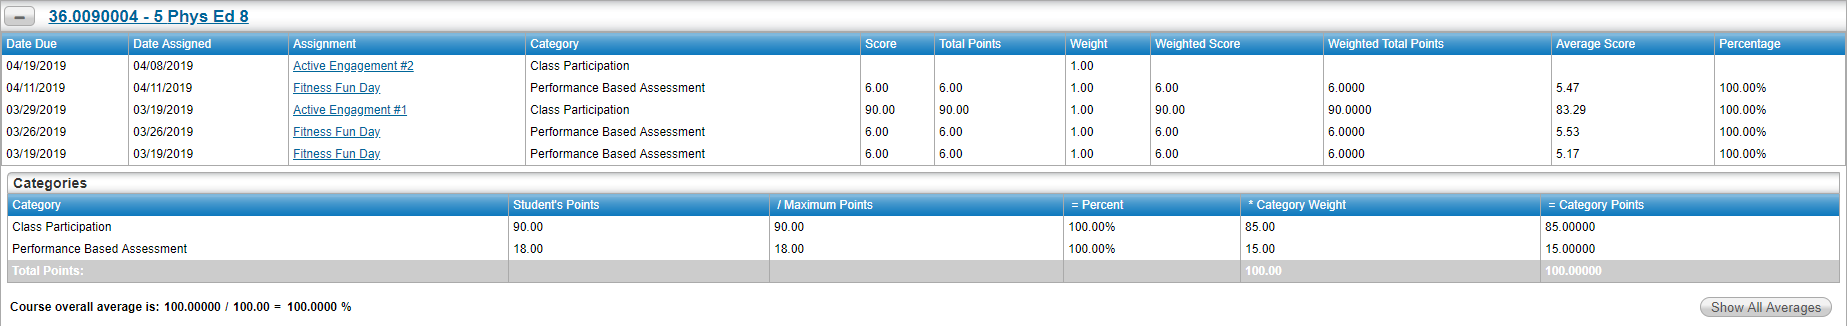 36.0090004 - 5 Phys Ed 8
Date Due Date Assigned Assignment Category Score Total Points Weight Weighted Score Weighted Total Points Average Score Percentage
04/19/2019 04/08/2019 Active Engagement #2 Class Participation 1.00
04/11/2019 04/11/2019 Fitness Fun Day Performance Based Assessment 6.00 6.00 1.00 6.00 6.0000 5.47 100.00%
03/29/2019 03/19/2019 Active Engagment #1 Class Participation 90.00 90.00 1.00 90.00 90.0000 83.29 100.00%
03/26/2019 03/26/2019 Fitness Fun Day Performance Based Assessment 6.00 6.00 1.00 6.00 6.0000 5.53 100.00%
03/19/2019 03/19/2019 Fitness Fun Day Performance Based Assessment 6.00 6.00 1.00 6.00 6.0000 5.17 100.00%
Categories
Category Student's Points / Maximum Points = Percent * Category Weight = Category Points
Class Participation 90.00 90.00 100.00% 85.00 85.00000
Performance Based Assessment 18.00 18.00 100.00% 15.00 15.00000
Total Points: 100.00 100.00000
Course overall average is: 100.00000 / 100.00 = 100.0000 % Show All Averages